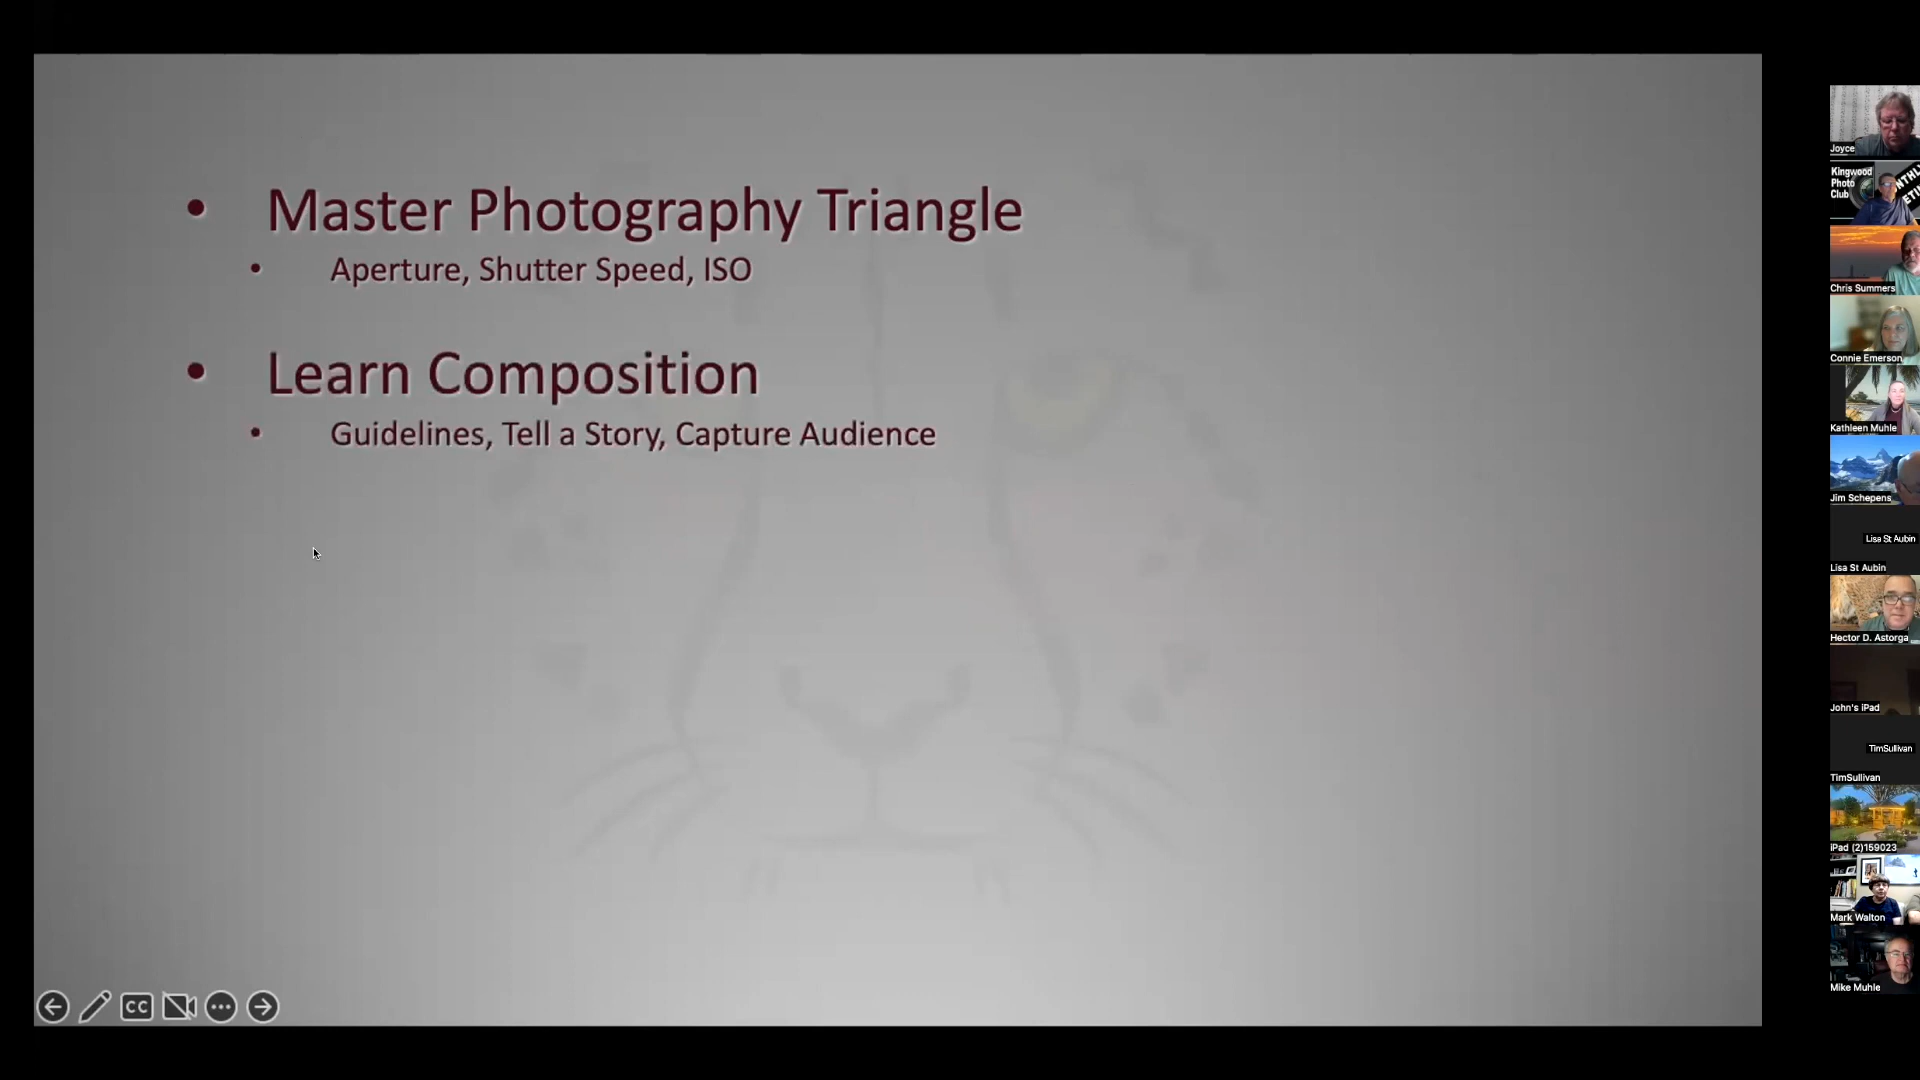 • Master Photography Triangle
• Aperture, Shutter Speed, ISO
• Learn Composition
• Guidelines, Tell a Story, Capture Audience
CC
Joyce
Kingwood
Photo
Club
Chris Summers
Connie Emerson
Kathleen Muhle
Jim Schepens
Lisa St Aubin
Lisa St Aubin
Hector D. Astorga
John's iPad
TimSullivan
TimSullivan
iPad (2)159023
Mark Walton
Mike Muhle